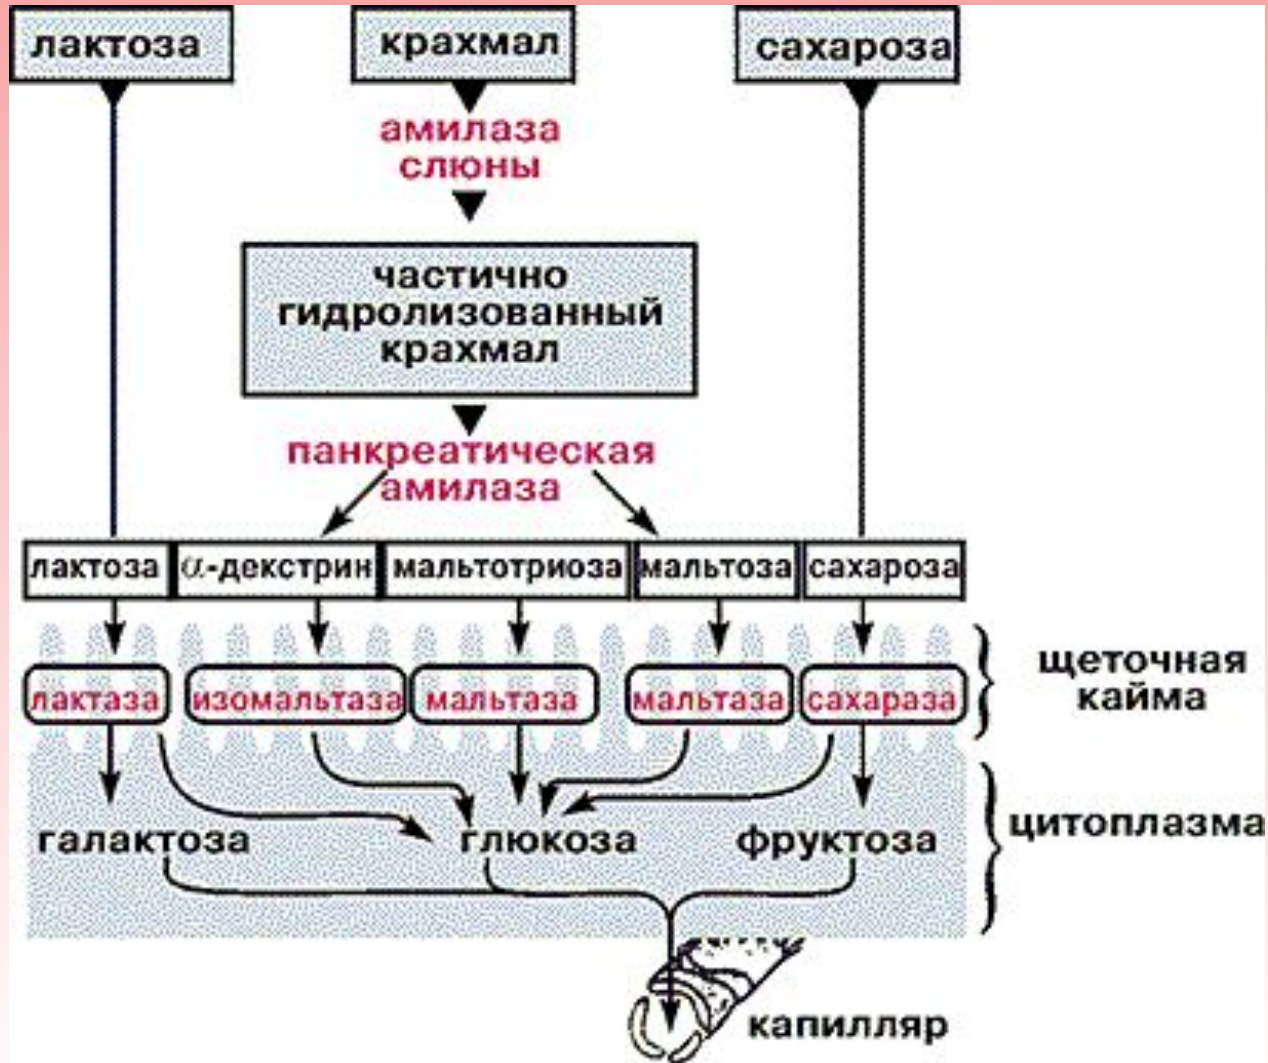 лактоза
крахмал
сахароза
амилаза
слюны
частично
гидролизованный
крахмал
панкреатическая
амилаза
лактоза
α-декстрин
мальтотриоза
мальтоза
сахароза
лактаза
изомальтаза
мальтаза
мальтаза
сахараза
щеточная
кайма
галактоза
глюкоза
фруктоза
цитоплазма
капилляр